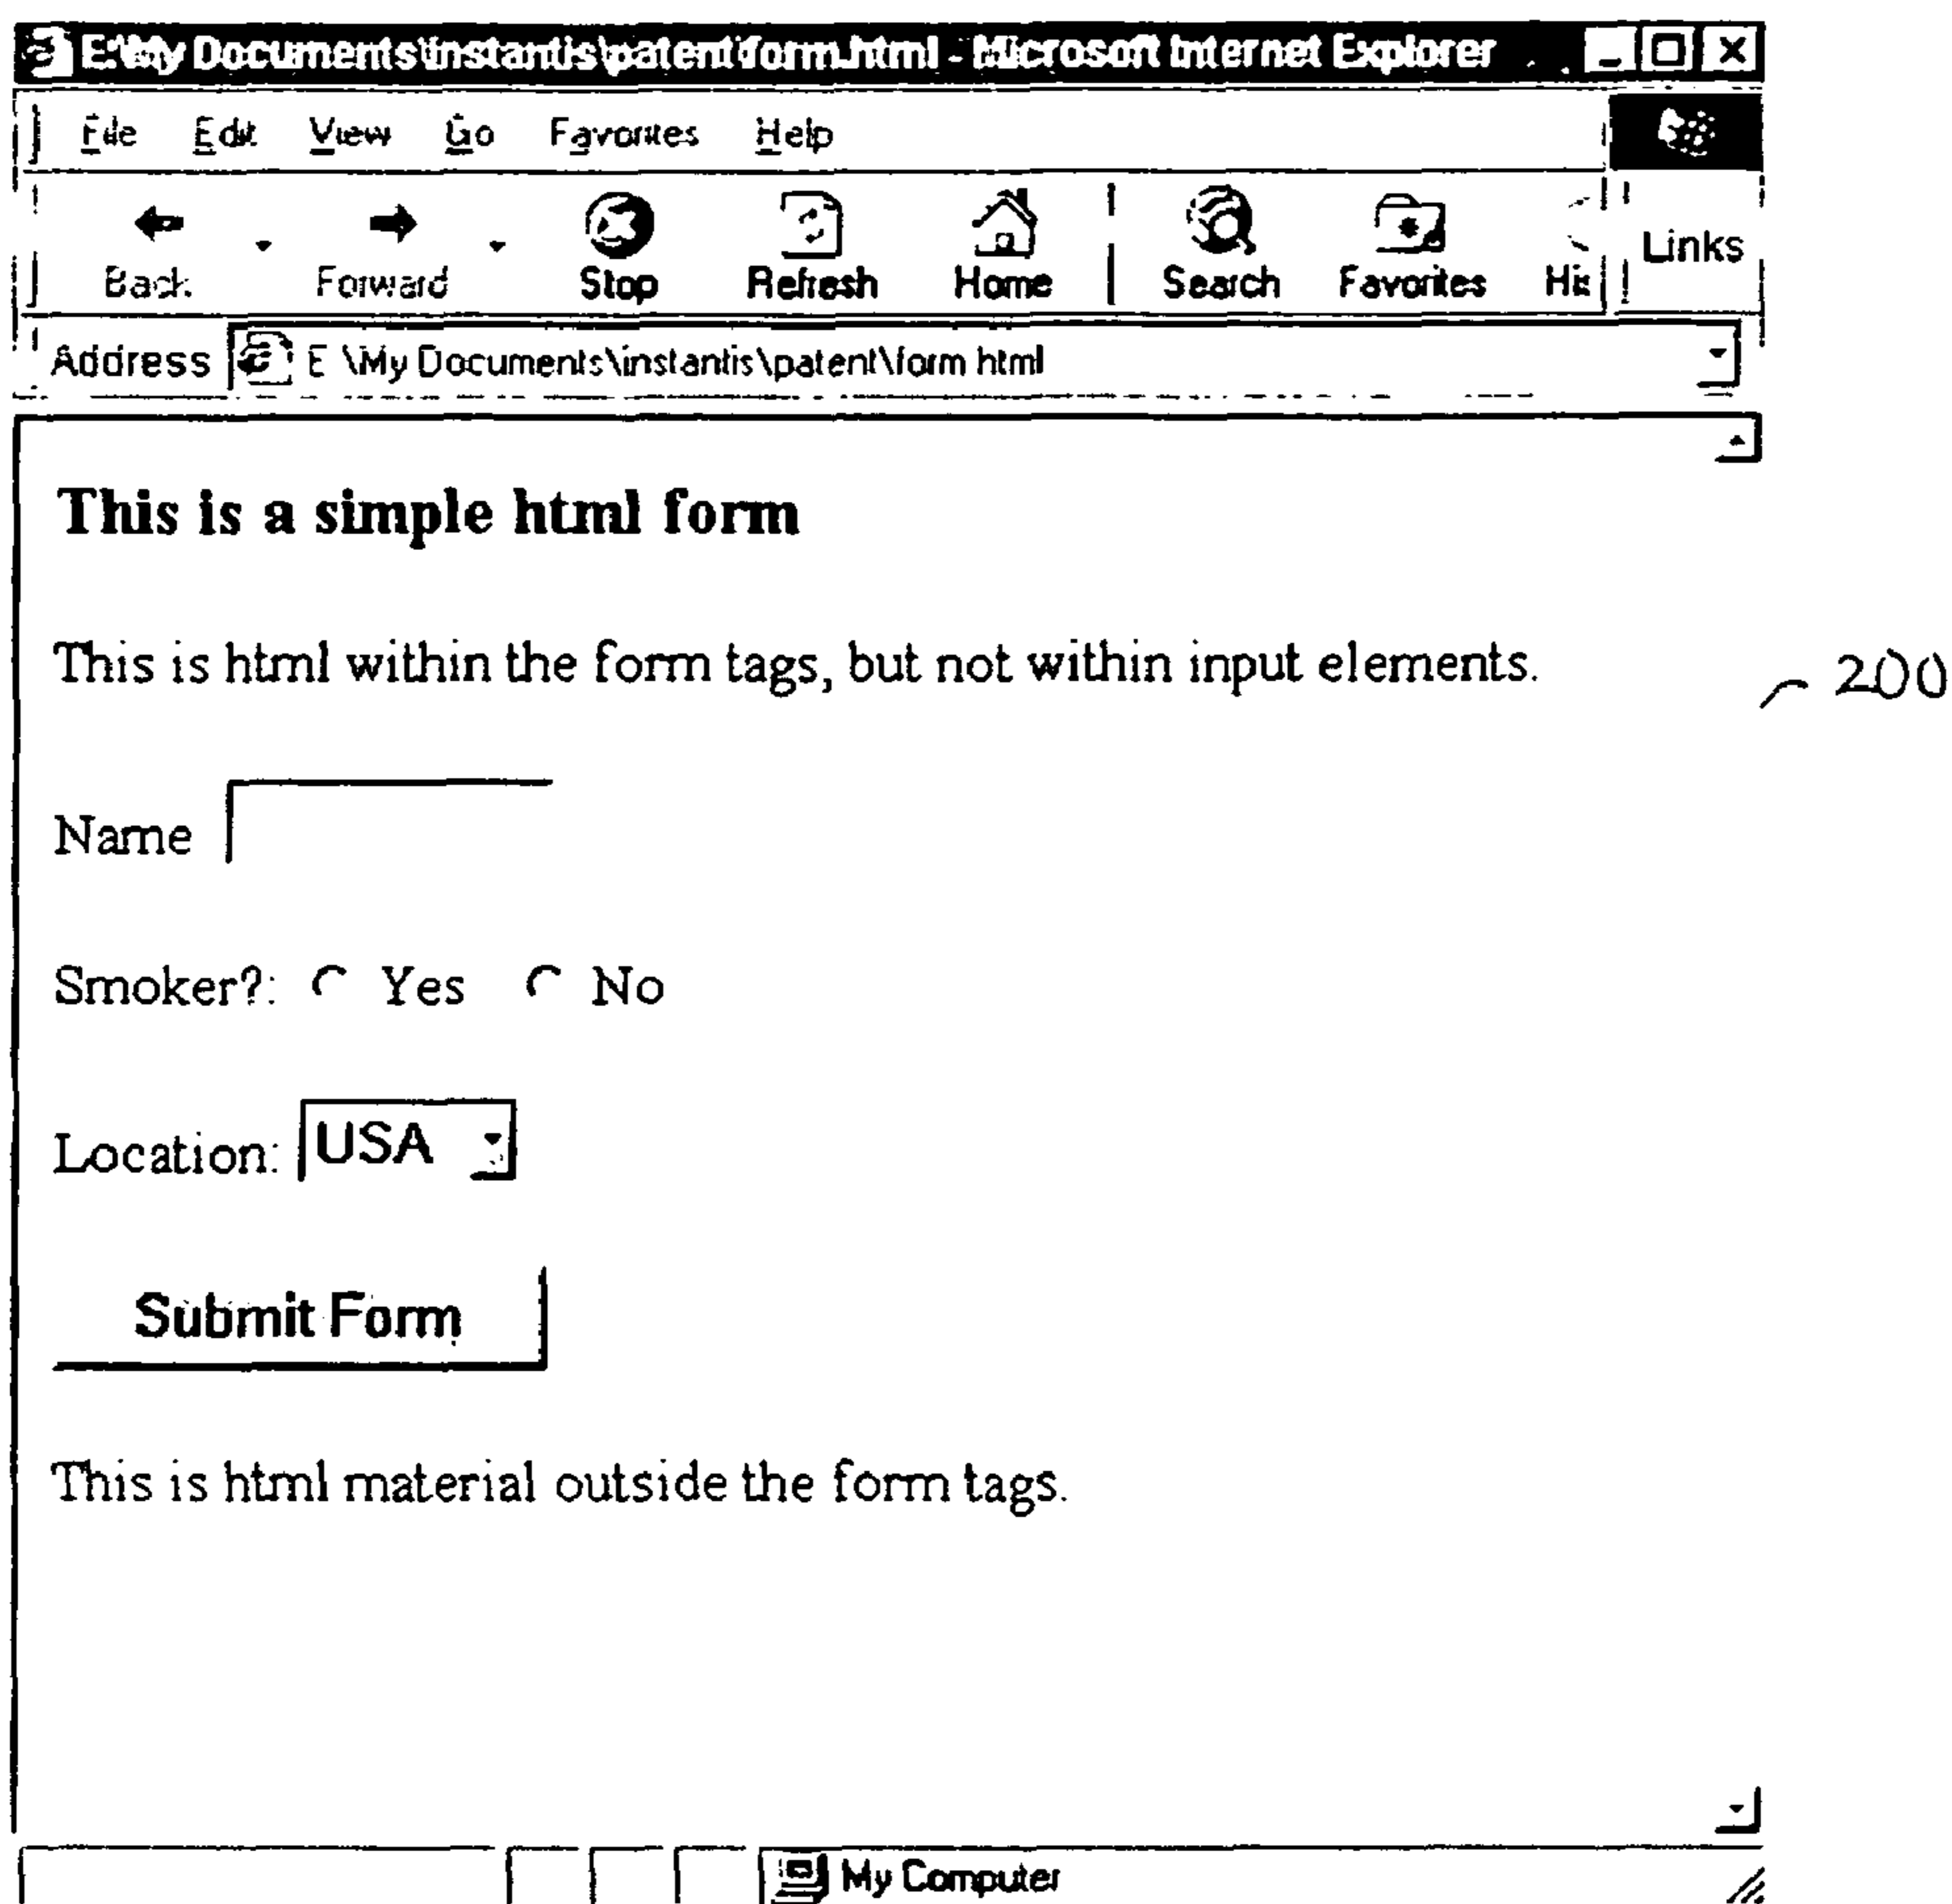 E:\My Documents\instantis\patent\form.html - Microsoft Internet Explorer
File Edit View Go Favorites Help
Back Forward Stop Refresh Home Search Favorites His Links
Address E \My Documents\instantis\patent\form html
This is a simple html form
This is html within the form tags, but not within input elements.
200
Name
Smoker?: Yes No
Location: USA
Submit Form
This is html material outside the form tags.
My Computer